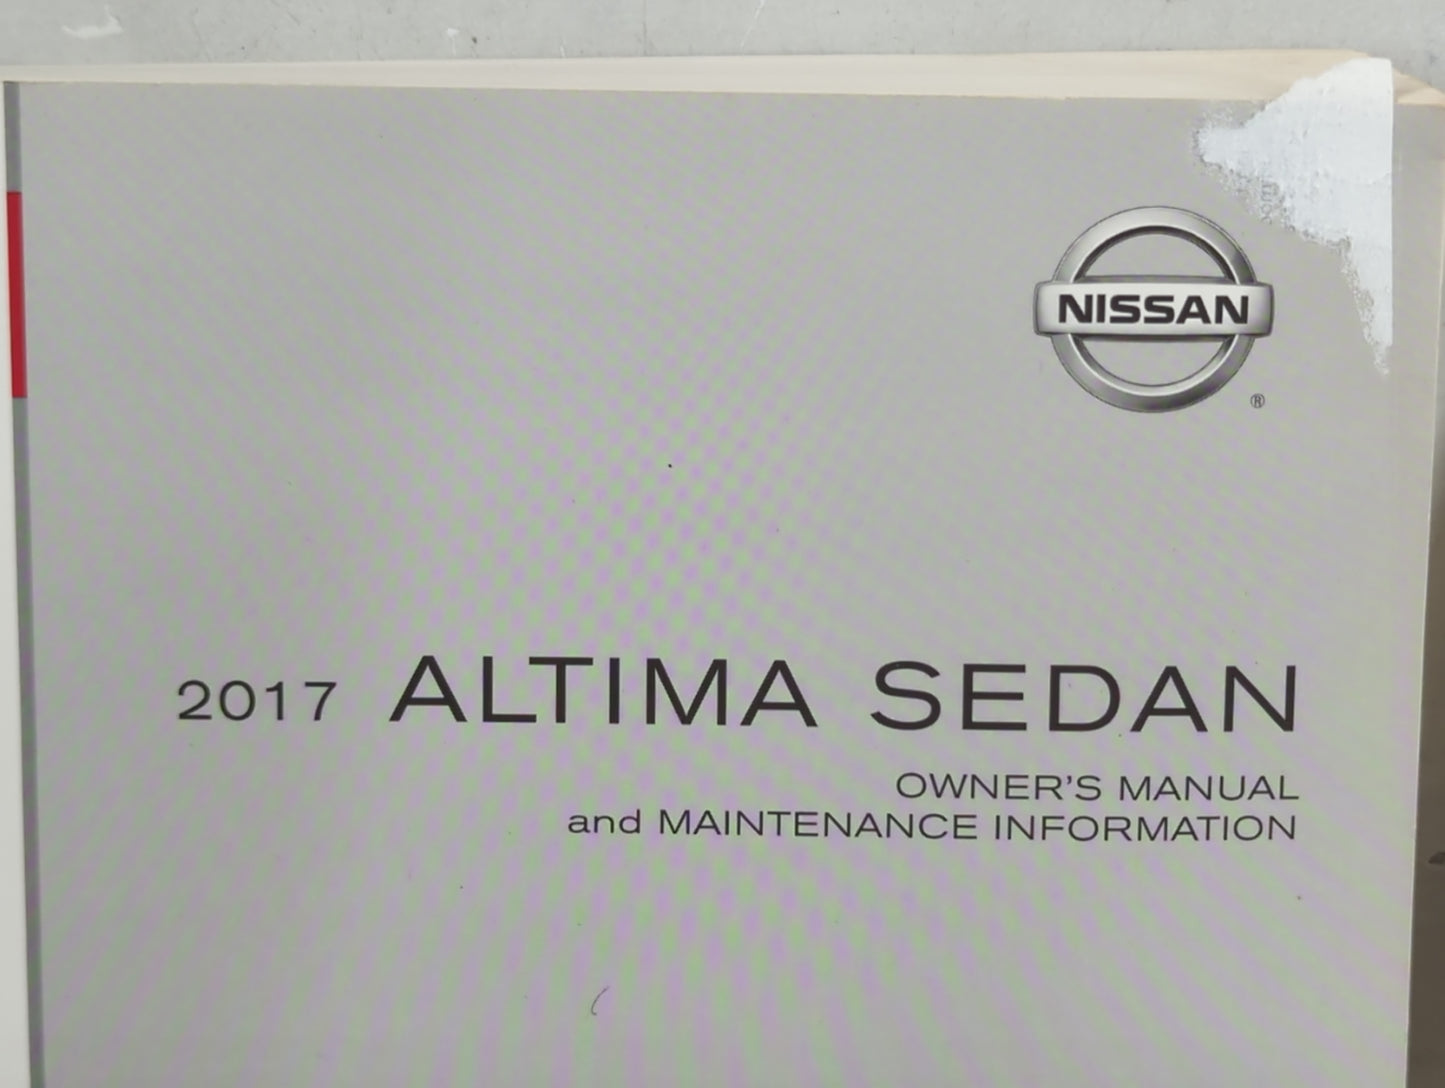 NISSAN
®
2017 ALTIMA SEDAN
OWNER'S MANUAL
and MAINTENANCE INFORMATION